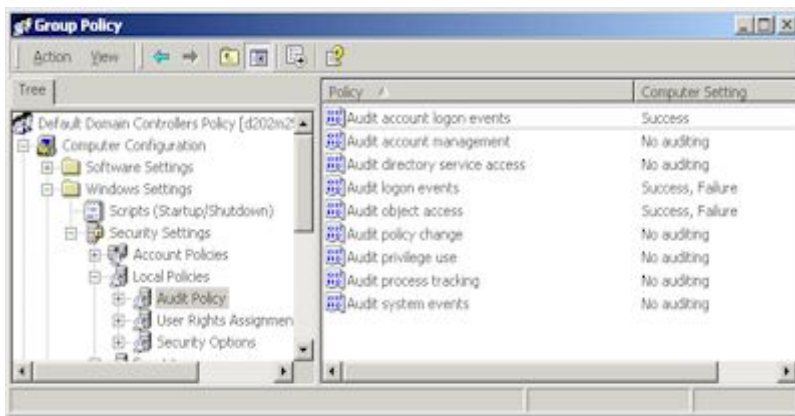 Group Policy
Action View
Tree
Policy Computer Setting
Default Domain Controllers Policy
Computer Configuration
Software Settings
Windows Settings
Scripts (Startup/Shutdown)
Security Settings
Account Policies
Local Policies
Audit Policy
User Rights Assignmen
Security Options
Audit account logon events Success
Audit account management No auditing
Audit directory service access No auditing
Audit logon events Success, Failure
Audit object access Success, Failure
Audit policy change No auditing
Audit privilege use No auditing
Audit process tracking No auditing
Audit system events No auditing